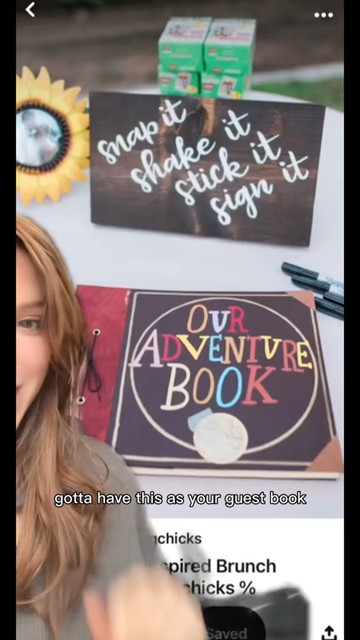 snap it
shake it
stick it
sign it
OUR
ADVENTURE
BOOK
gotta have this as your guest book
chicks
pired Brunch
hicks %
Saved